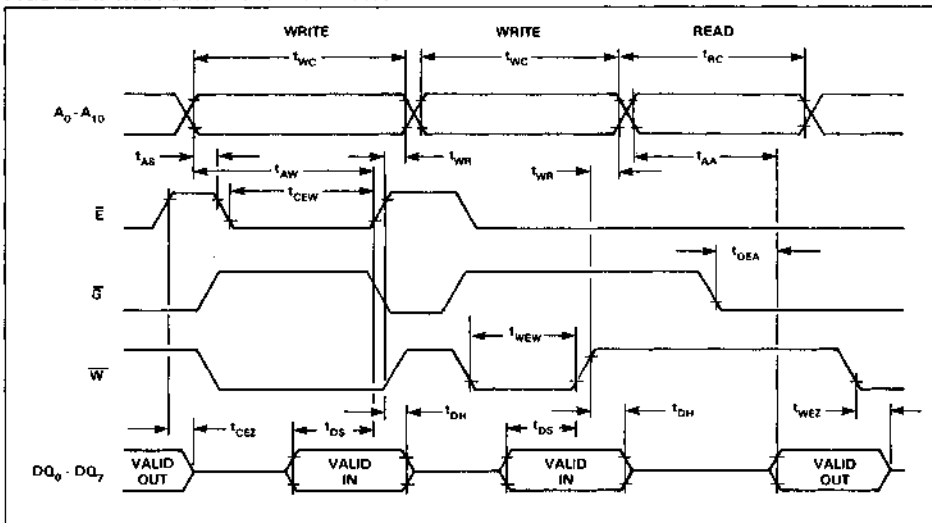 WRITE WRITE READ
tWC tWC tRC
A0 - A10
tAS tWR tAA
tAW tWR
tCEW
E̅
tOEA
G̅
tWEW
W̅
tDH tDH tWEZ
tCEZ tDS tDS
DQ0 - DQ7 VALID OUT VALID IN VALID IN VALID OUT